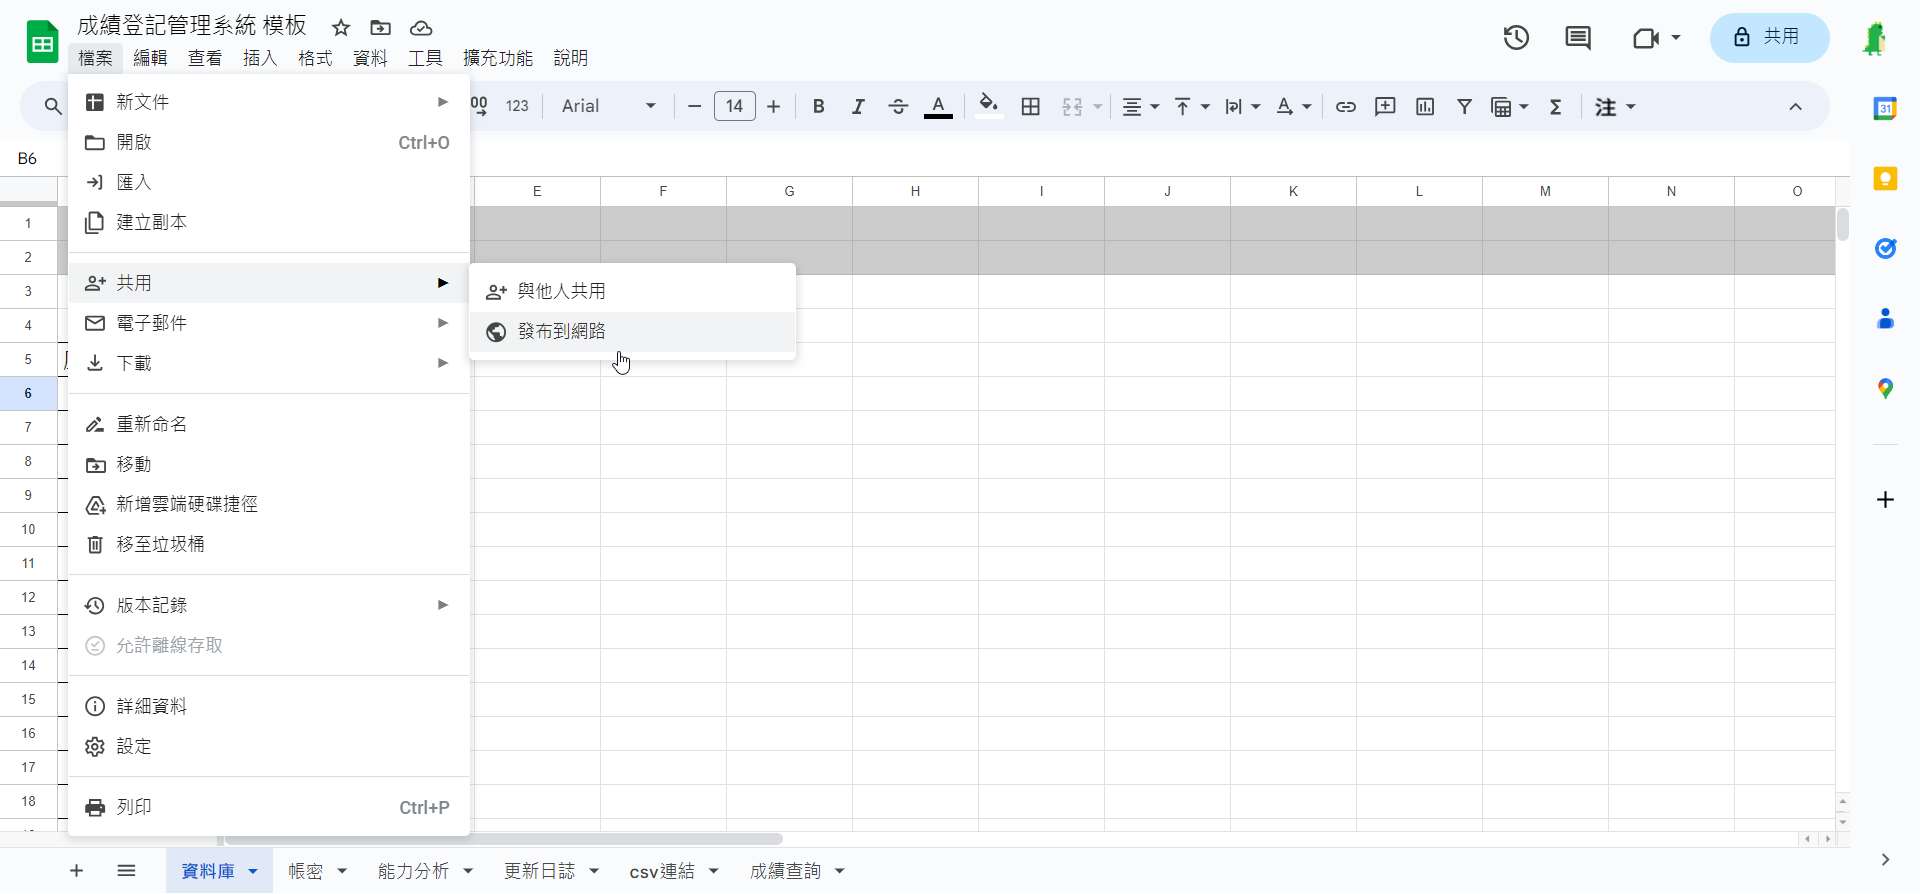 成績登記管理系統 模板
共用
檔案 編輯 查看 插入 格式 資料 工具 擴充功能 說明
00 123 Arial 14 B I A 注
31
B6
E F G H I J K L M N O
新文件
開啟 Ctrl+O
匯入
建立副本
共用
電子郵件
下載
重新命名
移動
新增雲端硬碟捷徑
移至垃圾桶
版本記錄
允許離線存取
詳細資料
設定
列印 Ctrl+P
與他人共用
發布到網路
1
2
3
4
5
6
7
8
9
10
11
12
13
14
15
16
17
18
資料庫 帳密 能力分析 更新日誌 csv連結 成績查詢